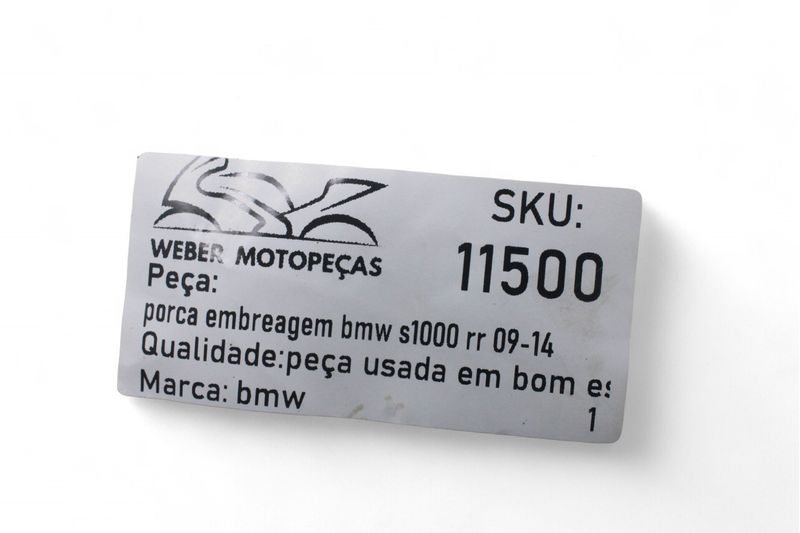 WEBER MOTOPEÇAS
SKU:
11500
Peça:
porca embreagem bmw s1000 rr 09-14
Qualidade:peça usada em bom es
Marca: bmw
1